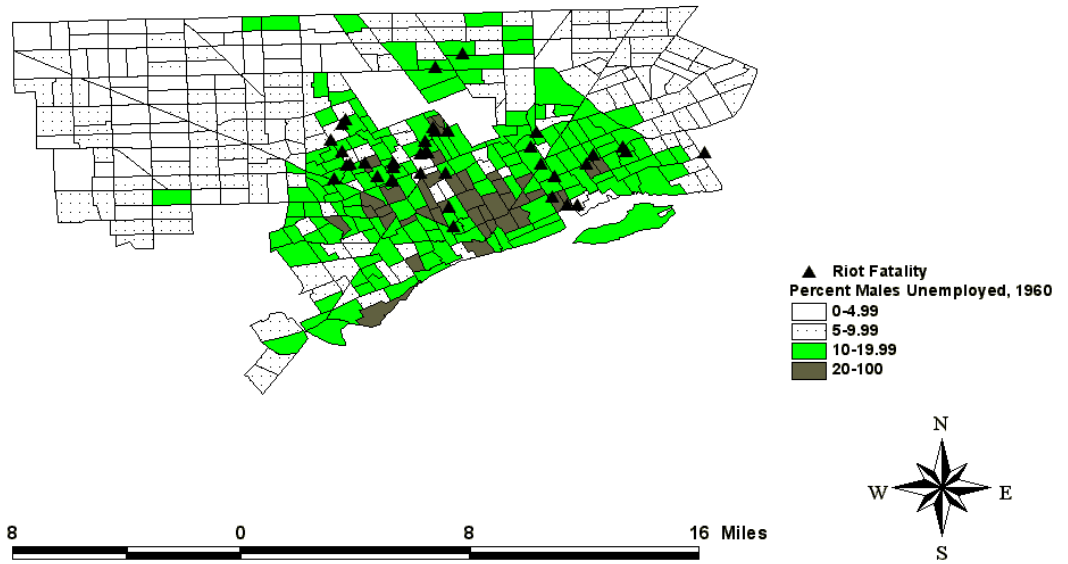 Riot Fatality
Percent Males Unemployed, 1960
0-4.99
5-9.99
10-19.99
20-100
N
W E
S
8 0 8 16 Miles